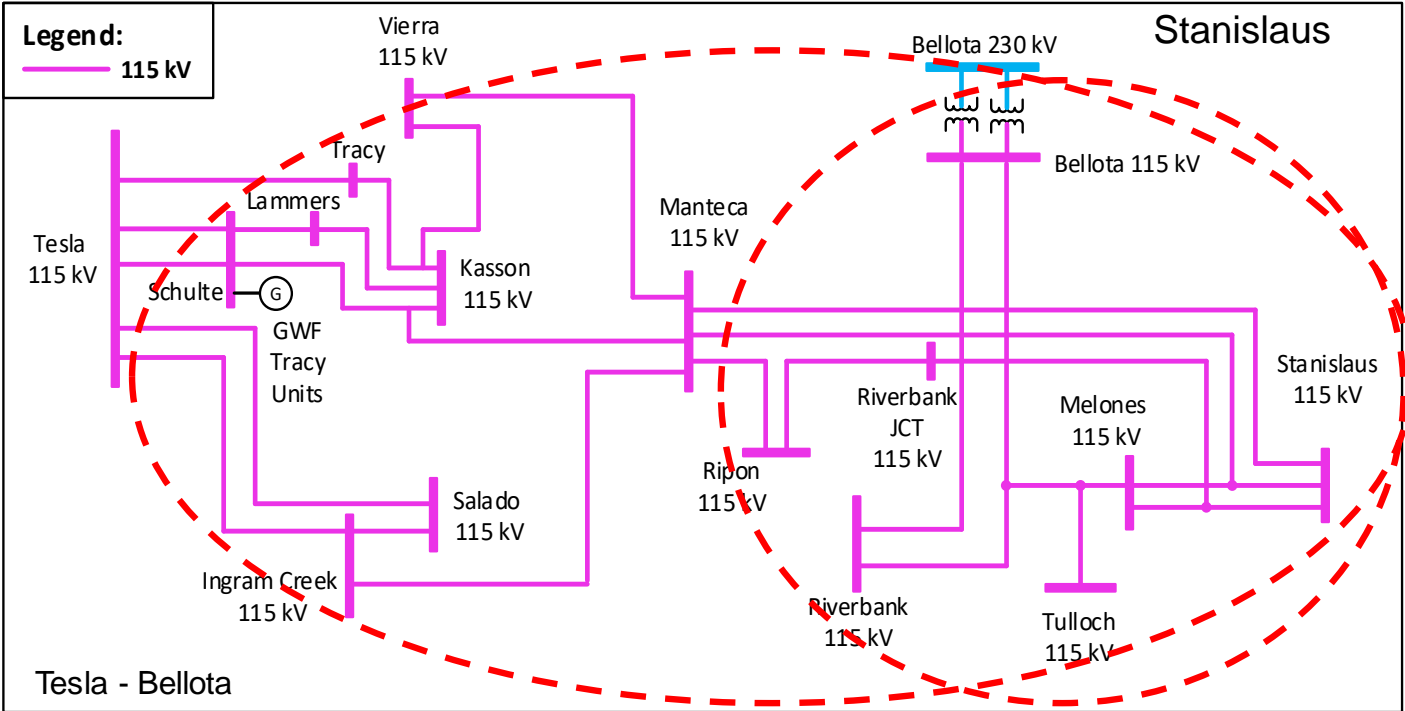 Legend:
115 kV
Stanislaus
Vierra
115 kV
Bellota 230 kV
Tracy
Bellota 115 kV
Lammers
Manteca
115 kV
Tesla
115 kV
Kasson
115 kV
Schulte
G
GWF
Tracy
Units
Stanislaus
115 kV
Riverbank
JCT
115 kV
Melones
115 kV
Ripon
115 kV
Salado
115 kV
Ingram Creek
115 kV
Riverbank
115 kV
Tulloch
115 kV
Tesla - Bellota